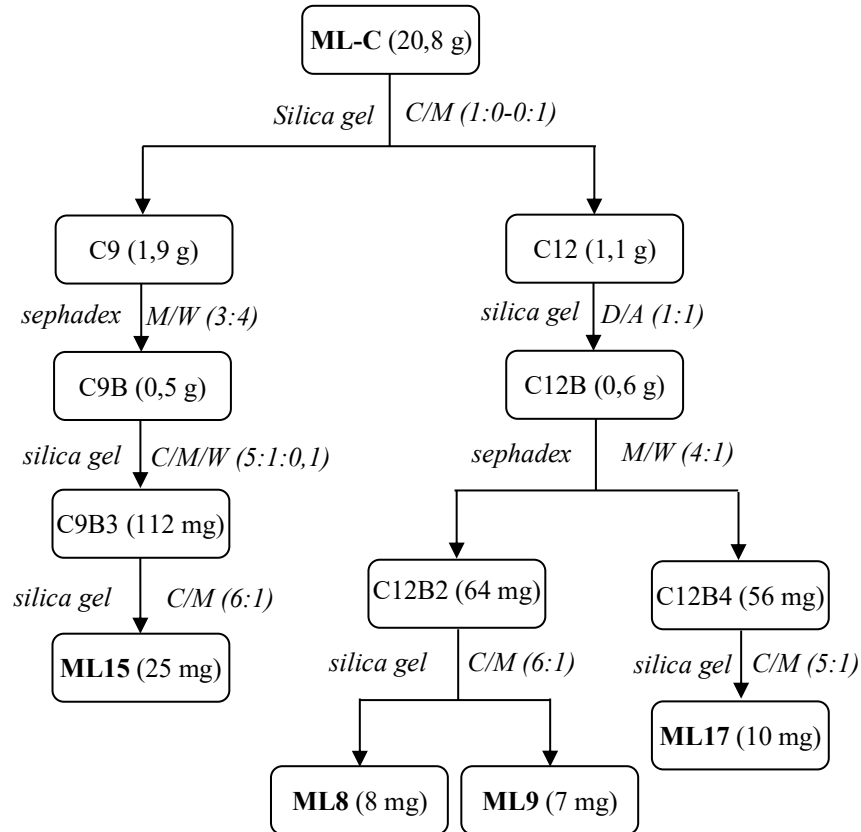 ML-C (20,8 g)
Silica gel C/M (1:0-0:1)
C9 (1,9 g) C12 (1,1 g)
sephadex M/W (3:4) silica gel D/A (1:1)
C9B (0,5 g) C12B (0,6 g)
silica gel C/M/W (5:1:0,1) sephadex M/W (4:1)
C9B3 (112 mg) C12B2 (64 mg) C12B4 (56 mg)
silica gel C/M (6:1) silica gel C/M (6:1) silica gel C/M (5:1)
ML15 (25 mg) ML17 (10 mg)
ML8 (8 mg) ML9 (7 mg)